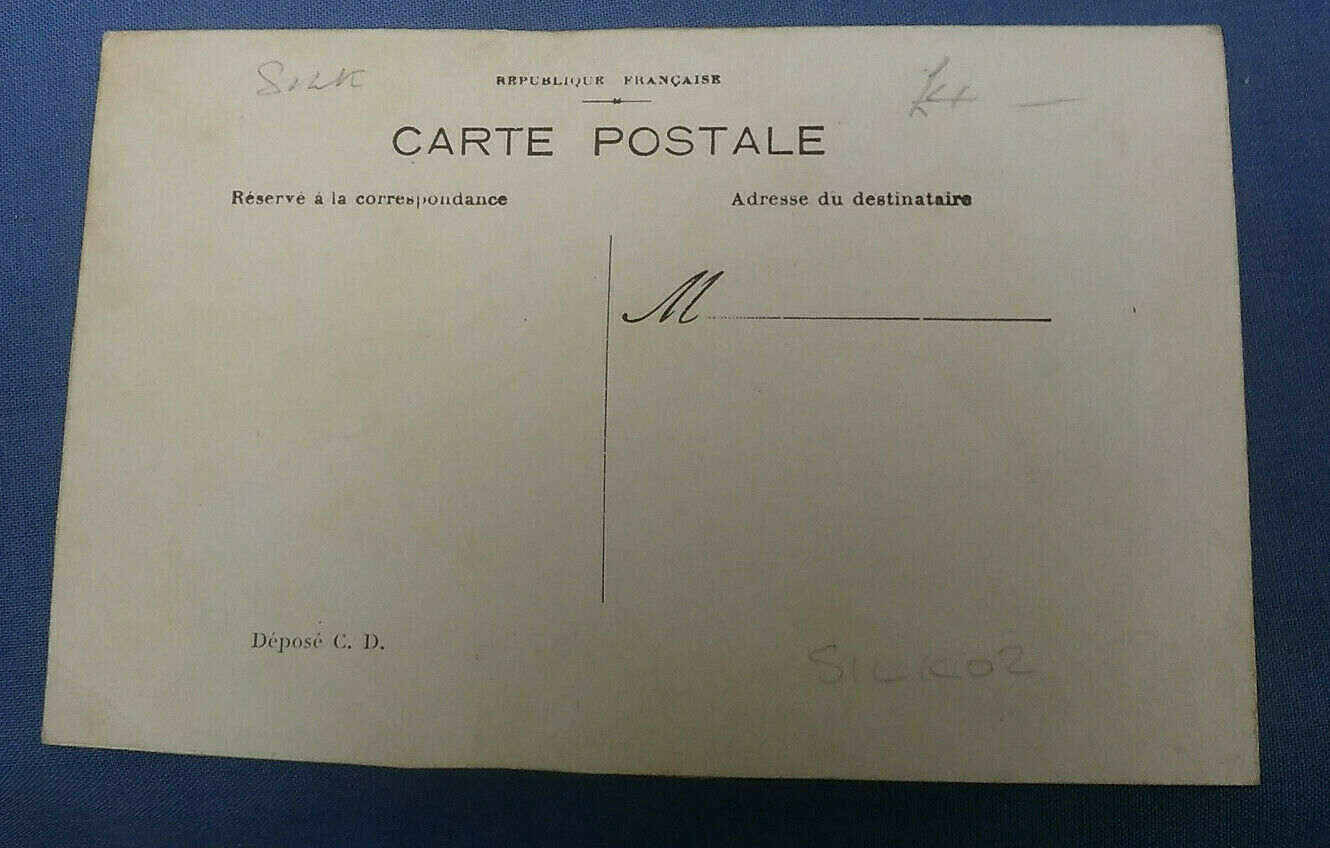 Silk
REPUBLIQUE FRANÇAISE
CARTE POSTALE
Réservé à la correspondance
Adresse du destinataire
M
Déposé C. D.
SILK02